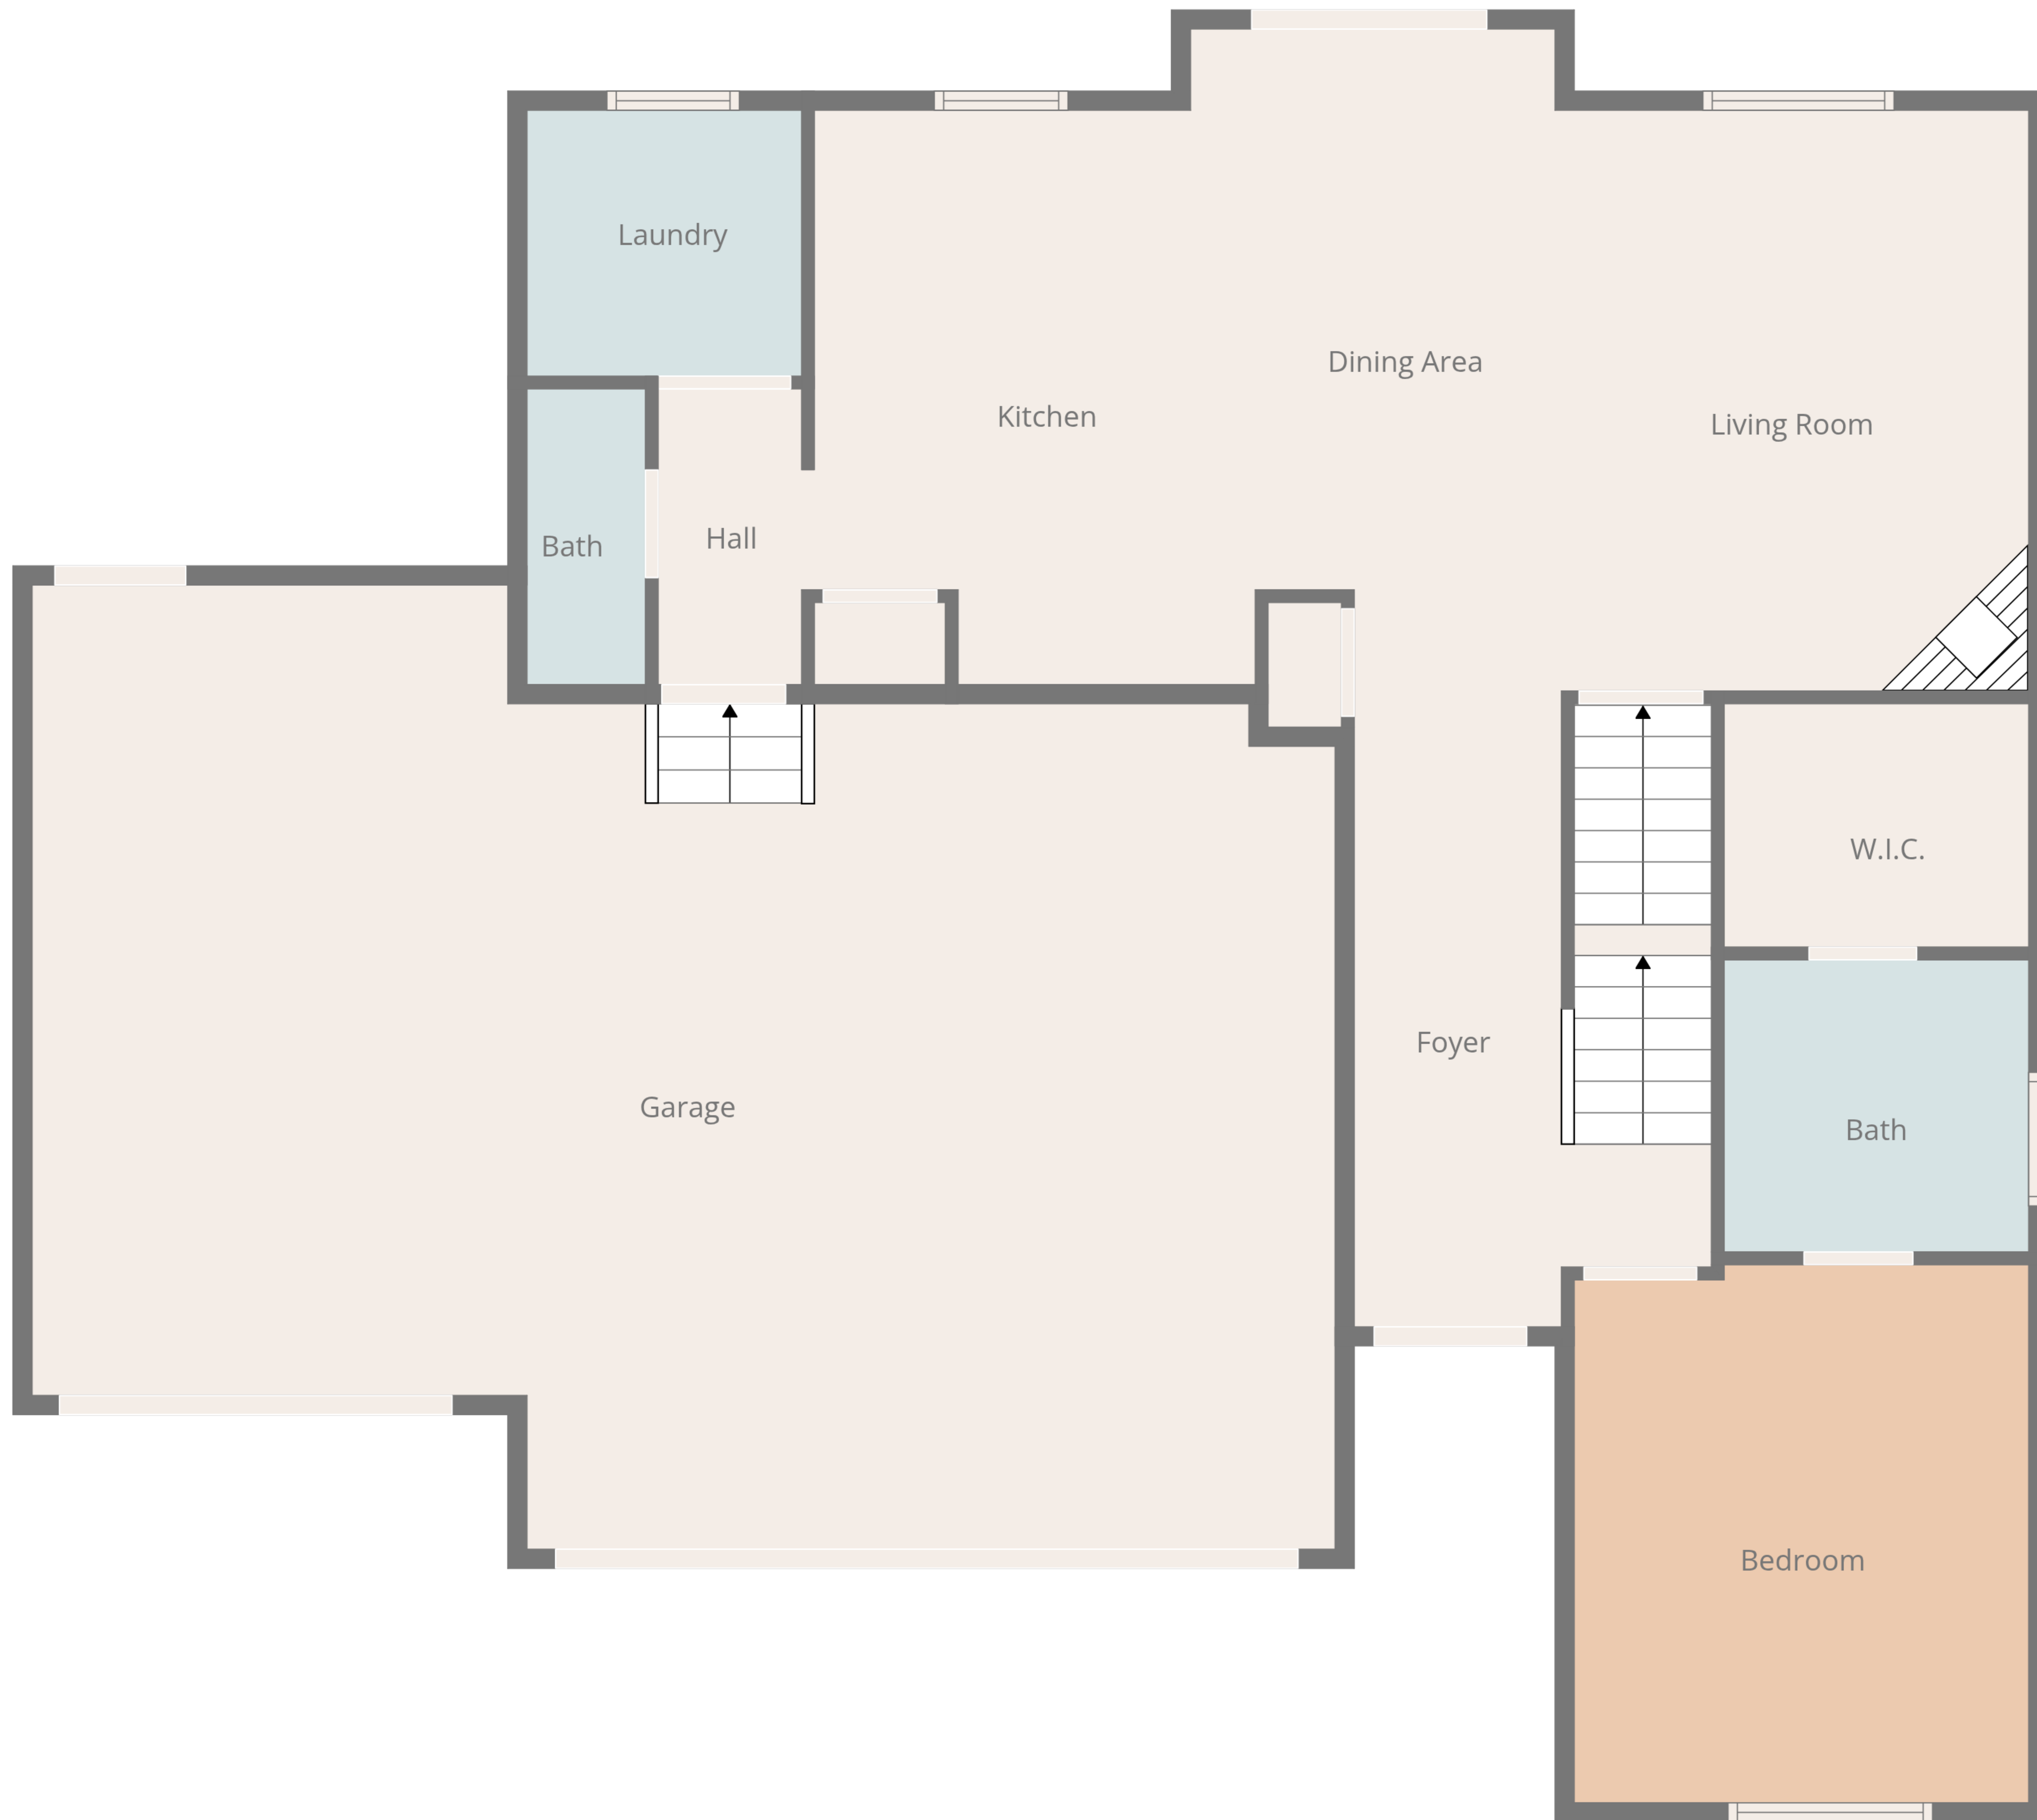 Laundry
Dining Area
Kitchen
Living Room
Hall
Bath
W.I.C.
Foyer
Garage
Bath
Bedroom